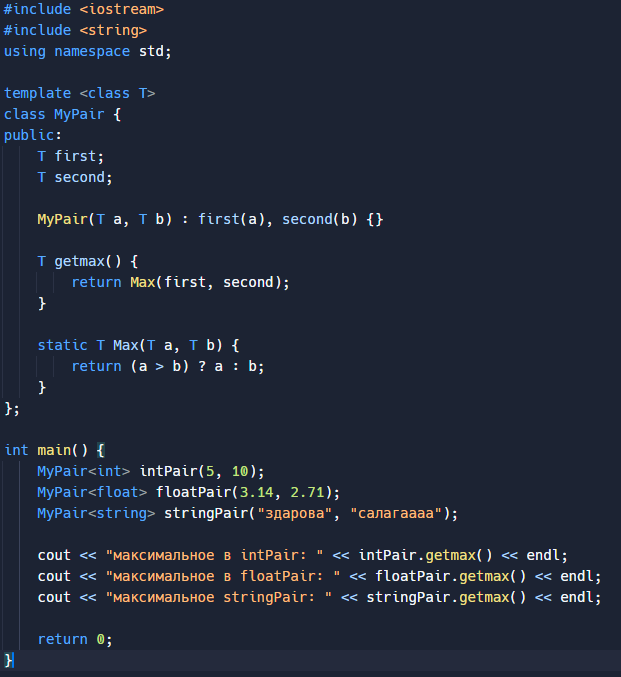 #include <iostream>
#include <string>
using namespace std;

template <class T>
class MyPair {
public:
    T first;
    T second;

    MyPair(T a, T b) : first(a), second(b) {}

    T getmax() {
        return Max(first, second);
    }

    static T Max(T a, T b) {
        return (a > b) ? a : b;
    }
};

int main() {
    MyPair<int> intPair(5, 10);
    MyPair<float> floatPair(3.14, 2.71);
    MyPair<string> stringPair("здарова", "салагаааа");

    cout << "максимальное в intPair: " << intPair.getmax() << endl;
    cout << "максимальное в floatPair: " << floatPair.getmax() << endl;
    cout << "максимальное stringPair: " << stringPair.getmax() << endl;

    return 0;
}